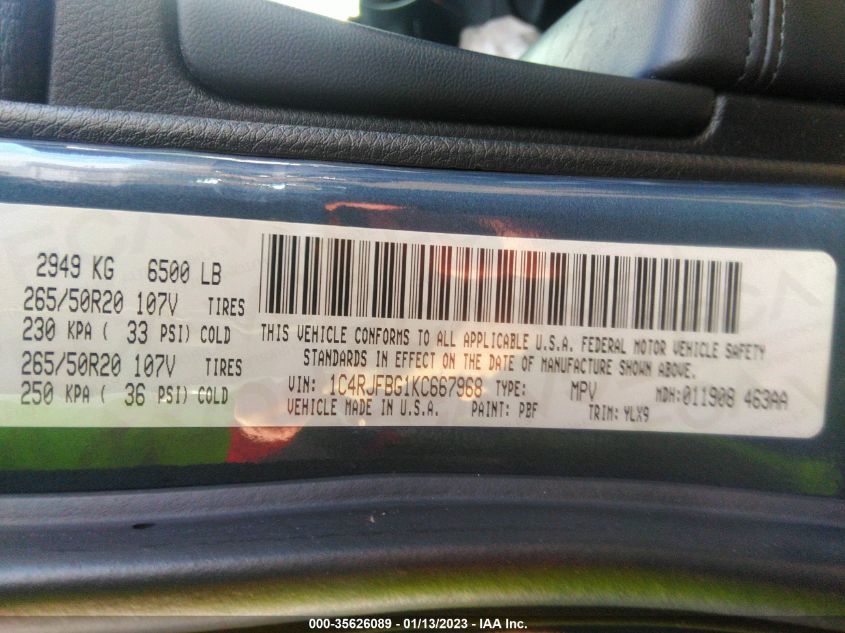 2949 KG 6500 LB
265/50R20 107V TIRES
230 KPA ( 33 PSI) COLD
265/50R20 107V TIRES
250 KPA ( 36 PSI) COLD
THIS VEHICLE CONFORMS TO ALL APPLICABLE U.S.A. FEDERAL MOTOR VEHICLE SAFETY
STANDARDS IN EFFECT ON THE DATE OF MANUFACTURE SHOWN ABOVE.
VIN: 1C4RJFBG1KC667968 TYPE: MPV MDH:011908 463AA
VEHICLE MADE IN U.S.A. PAINT: PBF TRIM: YLX9
000-35626089 - 01/13/2023 - IAA Inc.